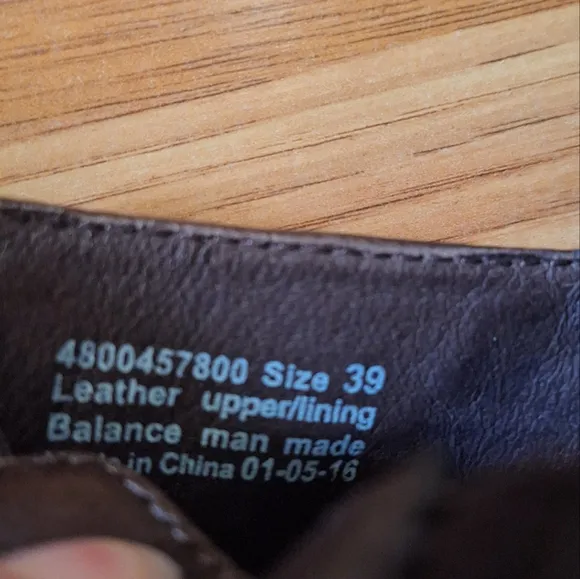 4800457800 Size 39
Leather upper/lining
Balance man made
in China 01-05-16